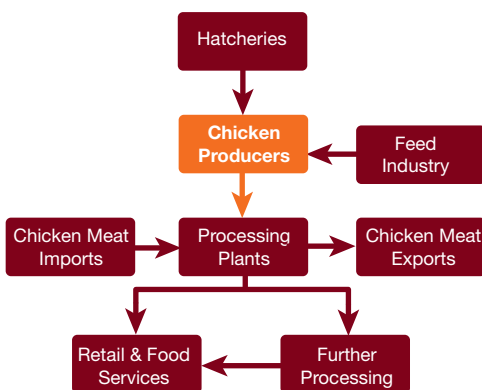 Hatcheries
Chicken
Producers
Feed
Industry
Chicken Meat
Imports
Processing
Plants
Chicken Meat
Exports
Retail & Food
Services
Further
Processing